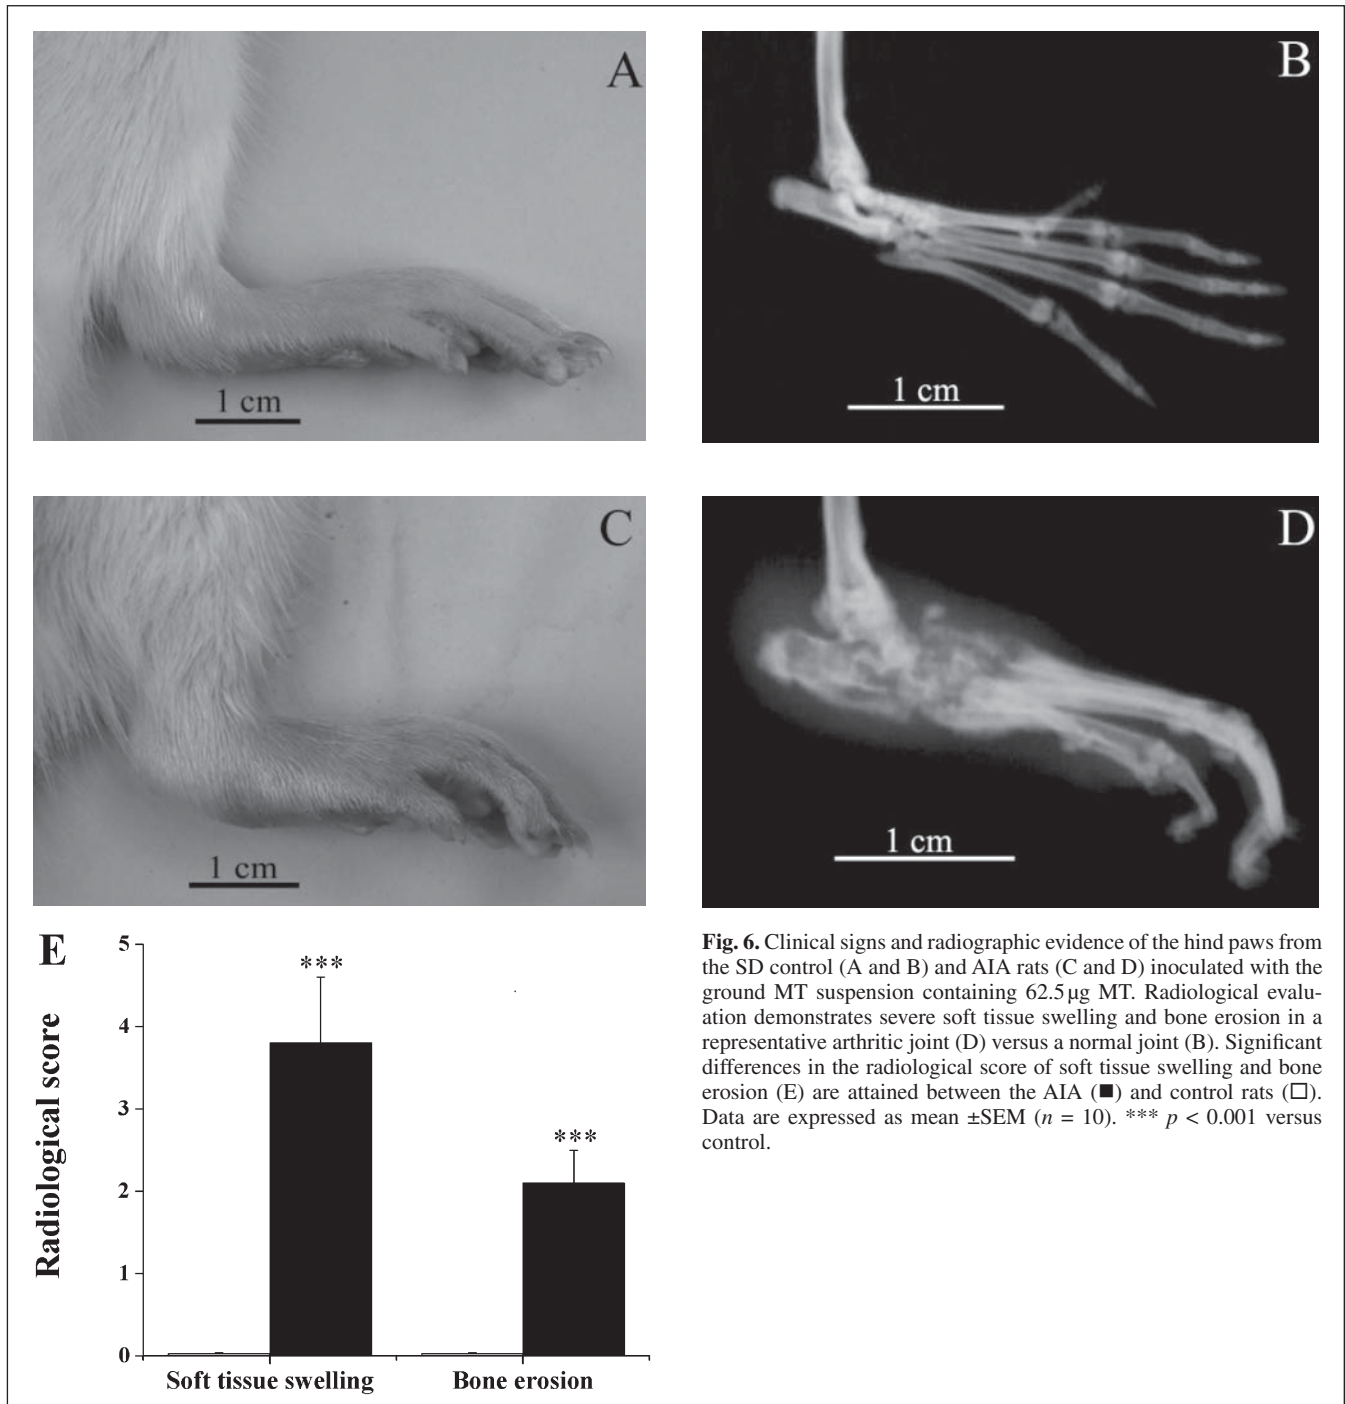 A
1 cm
B
1 cm
C
1 cm
D
1 cm
E
Radiological score
5
4
3
2
1
0
***
***
Soft tissue swelling
Bone erosion
Fig. 6. Clinical signs and radiographic evidence of the hind paws from
the SD control (A and B) and AIA rats (C and D) inoculated with the
ground MT suspension containing 62.5µg MT. Radiological evalu-
ation demonstrates severe soft tissue swelling and bone erosion in a
representative arthritic joint (D) versus a normal joint (B). Significant
differences in the radiological score of soft tissue swelling and bone
erosion (E) are attained between the AIA (■) and control rats (□).
Data are expressed as mean ±SEM (n = 10). *** p < 0.001 versus
control.